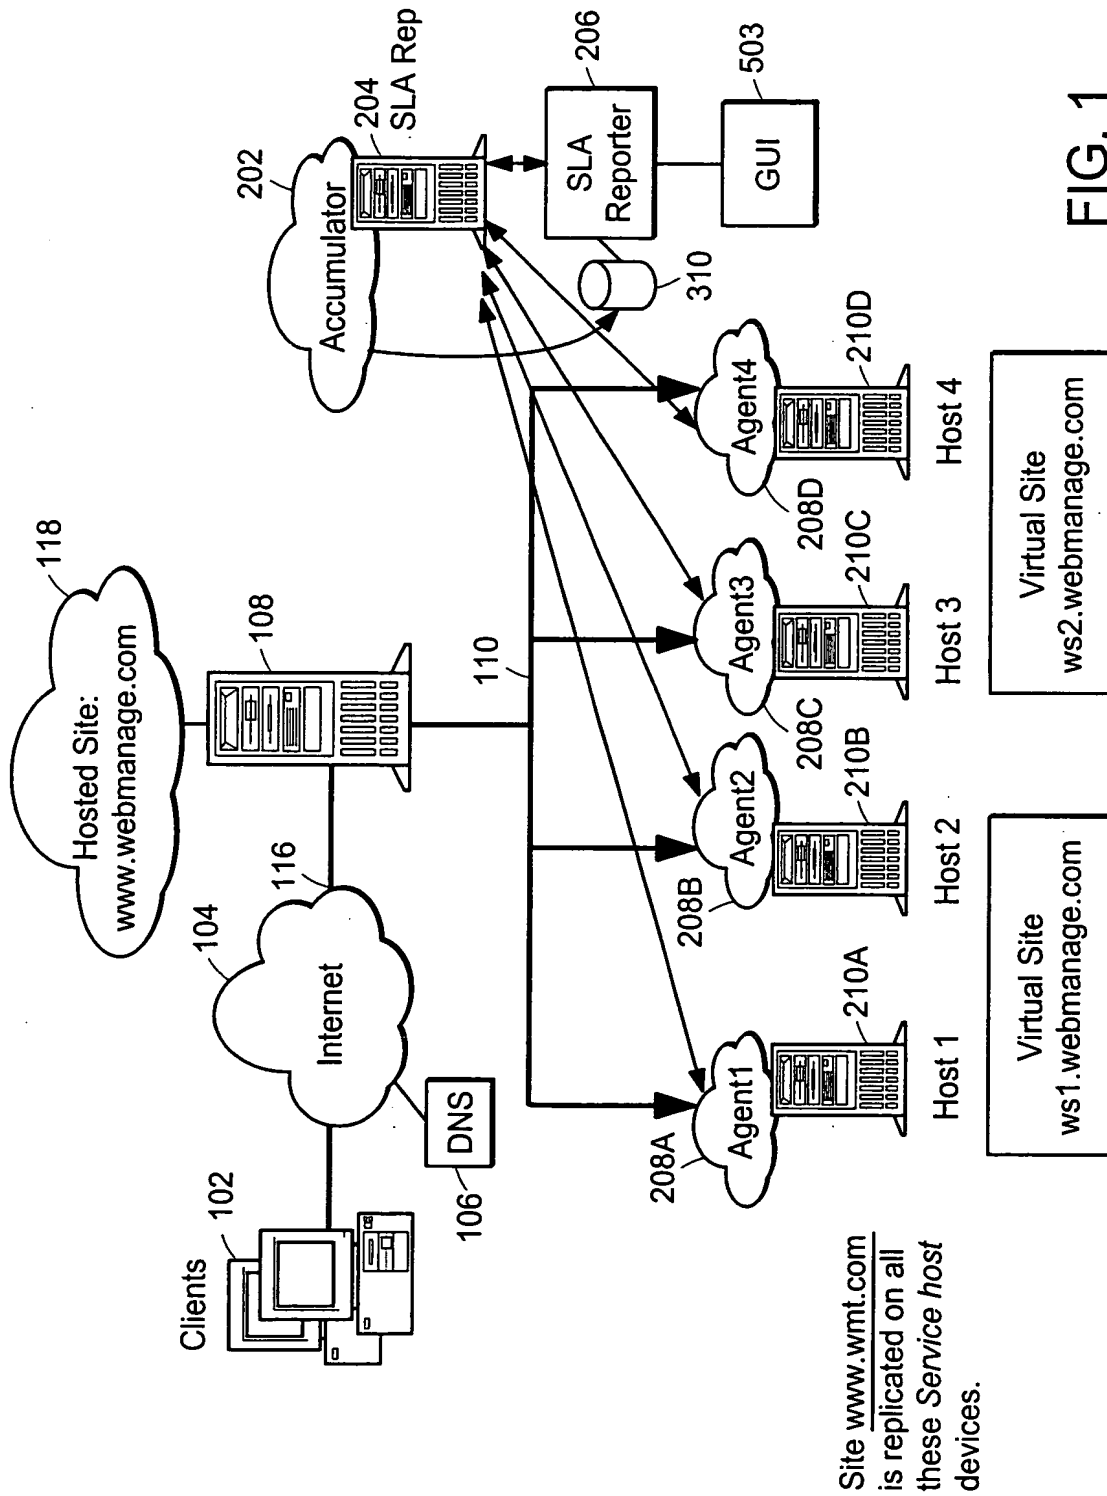 Clients
102
104
Internet
116
DNS
106
Hosted Site:
www.webmanage.com
118
108
110
Accumulator
202
204
SLA Rep
SLA
Reporter
206
GUI
503
310
Agent1
208A
210A
Host 1
Agent2
208B
210B
Host 2
Agent3
208C
210C
Host 3
Agent4
208D
210D
Host 4
Site www.wmt.com
is replicated on all
these Service host
devices.
Virtual Site
ws1.webmanage.com
Virtual Site
ws2.webmanage.com
FIG. 1